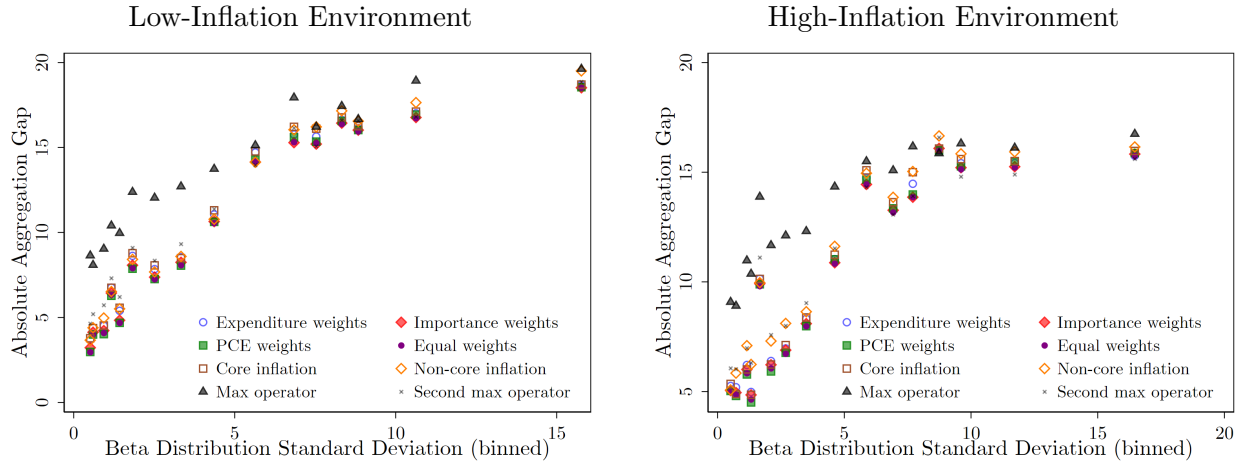 Low-Inflation Environment
Absolute Aggregation Gap
20
15
10
5
0
Expenditure weights
Importance weights
PCE weights
Equal weights
Core inflation
Non-core inflation
Max operator
Second max operator
0
5
10
15
Beta Distribution Standard Deviation (binned)
High-Inflation Environment
Absolute Aggregation Gap
20
15
10
5
Expenditure weights
Importance weights
PCE weights
Equal weights
Core inflation
Non-core inflation
Max operator
Second max operator
0
5
10
15
20
Beta Distribution Standard Deviation (binned)